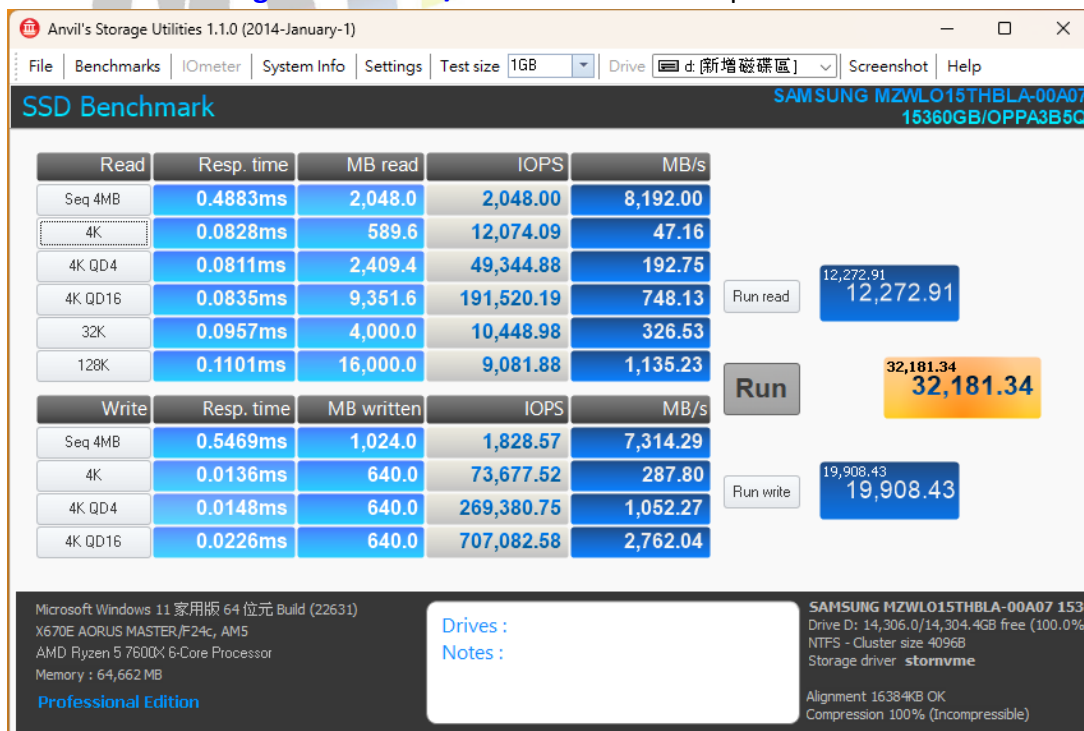 Anvil's Storage Utilities 1.1.0 (2014-January-1)
File Benchmarks IOmeter System Info Settings Test size 1GB Drive d: [新增磁碟區] Screenshot Help
SSD Benchmark
SAMSUNG MZWLO15THBLA-00A07
15360GB/OPPA3B5Q
Read Resp. time MB read IOPS MB/s
Seq 4MB 0.4883ms 2,048.0 2,048.00 8,192.00
4K 0.0828ms 589.6 12,074.09 47.16
4K QD4 0.0811ms 2,409.4 49,344.88 192.75
4K QD16 0.0835ms 9,351.6 191,520.19 748.13
32K 0.0957ms 4,000.0 10,448.98 326.53
128K 0.1101ms 16,000.0 9,081.88 1,135.23
Run read
12,272.91
12,272.91
Run
32,181.34
32,181.34
Write Resp. time MB written IOPS MB/s
Seq 4MB 0.5469ms 1,024.0 1,828.57 7,314.29
4K 0.0136ms 640.0 73,677.52 287.80
4K QD4 0.0148ms 640.0 269,380.75 1,052.27
4K QD16 0.0226ms 640.0 707,082.58 2,762.04
Run write
19,908.43
19,908.43
Microsoft Windows 11 家用版 64 位元 Build (22631)
X670E AORUS MASTER/F24c, AM5
AMD Ryzen 5 7600X 6-Core Processor
Memory : 64,662 MB
Professional Edition
Drives :
Notes :
SAMSUNG MZWLO15THBLA-00A07 153
Drive D: 14,306.0/14,304.4GB free (100.0%
NTFS - Cluster size 4096B
Storage driver stornvme
Alignment 16384KB OK
Compression 100% (Incompressible)